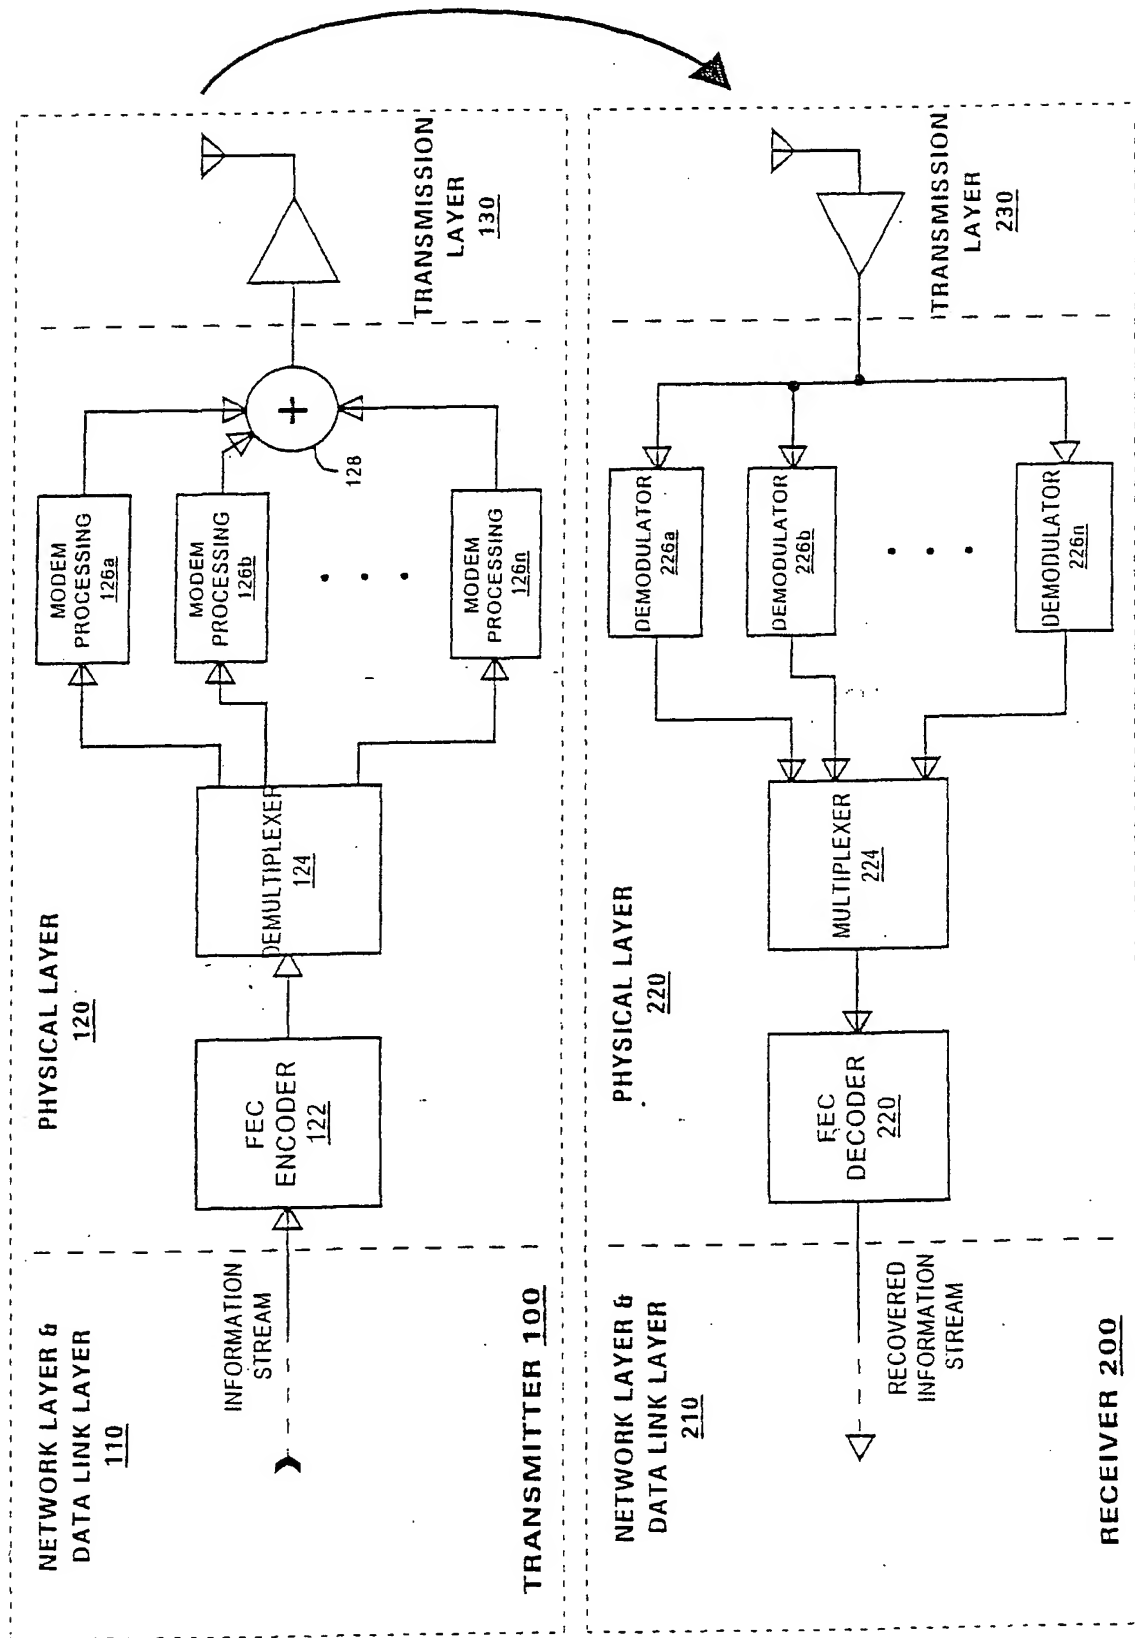 NETWORK LAYER &
DATA LINK LAYER
110
INFORMATION
STREAM
TRANSMITTER 100
PHYSICAL LAYER
120
FEC
ENCODER
122
DEMULTIPLEXER
124
MODEM
PROCESSING
126a
MODEM
PROCESSING
126b
• • •
MODEM
PROCESSING
126n
+
128
TRANSMISSION
LAYER
130
NETWORK LAYER &
DATA LINK LAYER
210
RECOVERED
INFORMATION
STREAM
RECEIVER 200
PHYSICAL LAYER
220
FEC
DECODER
220
MULTIPLEXER
224
DEMODULATOR
226a
DEMODULATOR
226b
• • •
DEMODULATOR
226n
TRANSMISSION
LAYER
230